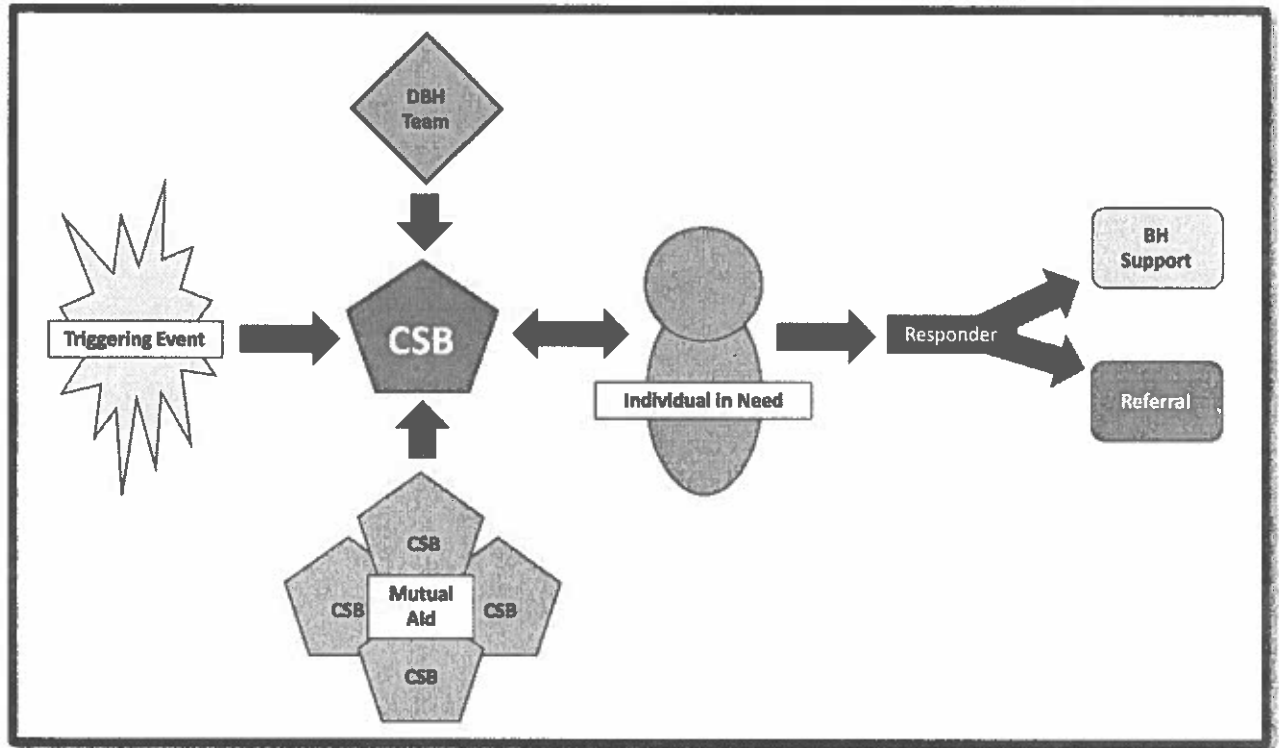 DBH
Team
Triggering Event
CSB
Individual in Need
Responder
BH
Support
Referral
CSB
CSB
Mutual
Aid
CSB
CSB